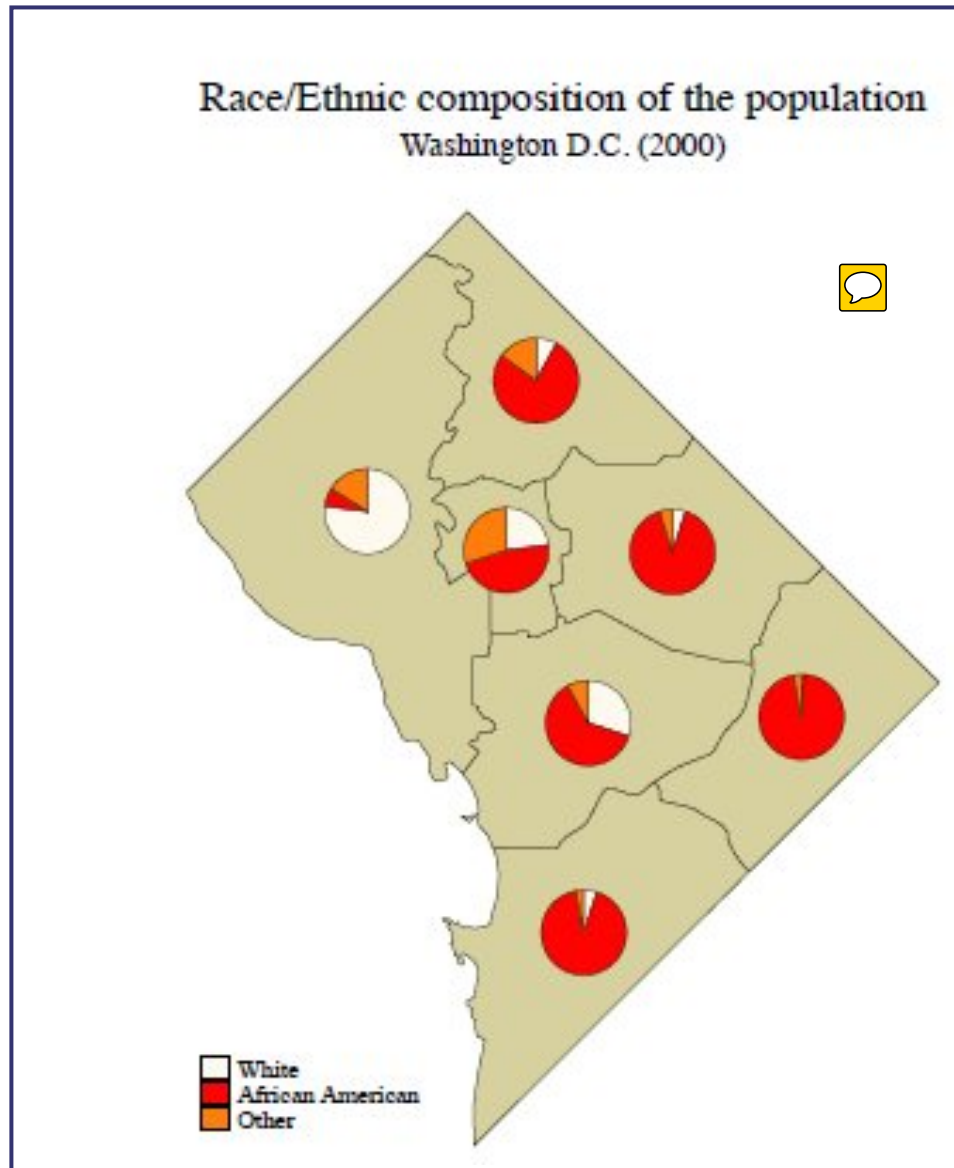 Race/Ethnic composition of the population
Washington D.C. (2000)
White
African American
Other